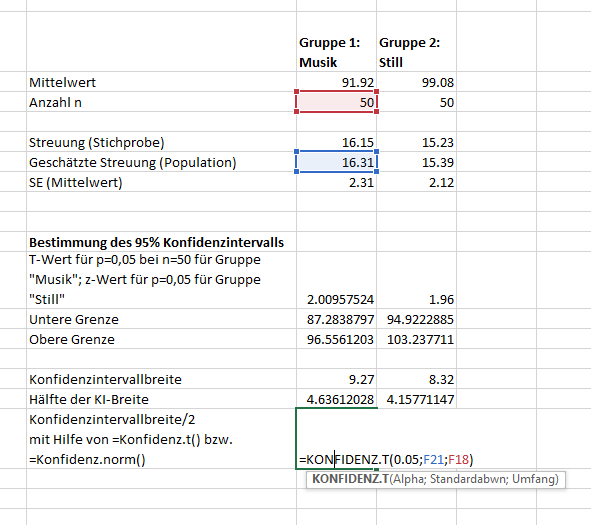 Gruppe 1: Gruppe 2:
Musik Still
Mittelwert 91.92 99.08
Anzahl n 50 50
Streuung (Stichprobe) 16.15 15.23
Geschätzte Streuung (Population) 16.31 15.39
SE (Mittelwert) 2.31 2.12
Bestimmung des 95% Konfidenzintervalls
T-Wert für p=0,05 bei n=50 für Gruppe
"Musik"; z-Wert für p=0,05 für Gruppe
"Still" 2.00957524 1.96
Untere Grenze 87.2838797 94.9222885
Obere Grenze 96.5561203 103.237711
Konfidenzintervallbreite 9.27 8.32
Hälfte der KI-Breite 4.63612028 4.15771147
Konfidenzintervallbreite/2
mit Hilfe von =Konfidenz.t() bzw.
=Konfidenz.norm() =KONFIDENZ.T(0.05;F21;F18)
KONFIDENZ.T(Alpha; Standardabwn; Umfang)